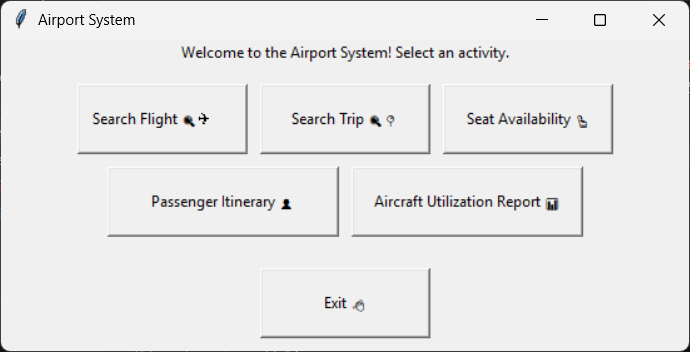 Airport System
Welcome to the Airport System! Select an activity.
Search Flight 🔍✈
Search Trip 🔍📍
Seat Availability 💺
Passenger Itinerary 👤
Aircraft Utilization Report 📊
Exit 👋